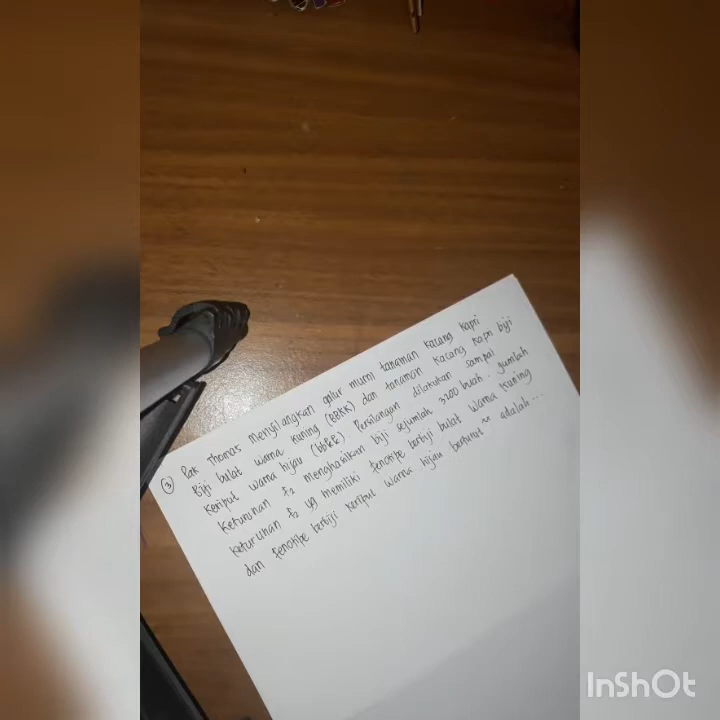 ③ Pak Thomas menyilangkan galur murni tanaman kacang kapri
Biji bulat warna kuning (BBKK) dan tanaman kacang kapri biji
keriput warna hijau (bbkk) Persilangan dilakukan sampai
keturunan F2 menghasilkan biji sejumlah 3200 buah. jumlah
keturunan F2 yg memiliki fenotipe berbiji bulat warna kuning
dan fenotipe berbiji keriput warna hijau berturut ~ adalah...
InShOt